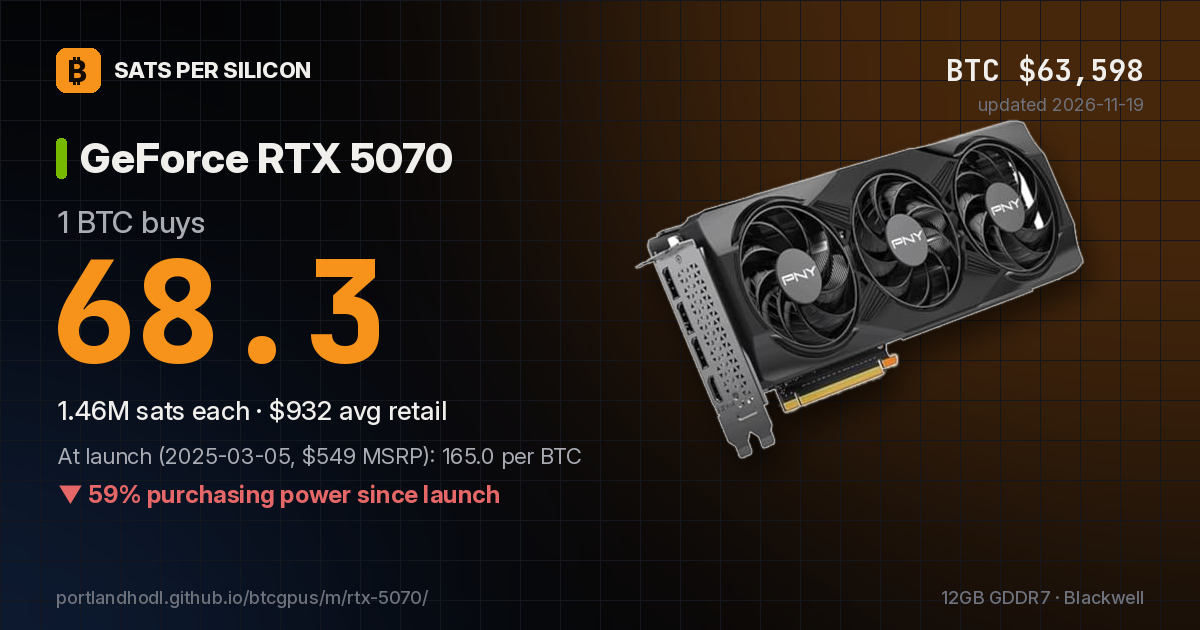 ₿ SATS PER SILICON
BTC $63,598
updated 2026-11-19
GeForce RTX 5070
1 BTC buys
68.3
1.46M sats each · $932 avg retail
At launch (2025-03-05, $549 MSRP): 165.0 per BTC
▼ 59% purchasing power since launch
PNY
PNY
PNY
portlandhodl.github.io/btcgpus/m/rtx-5070/
12GB GDDR7 · Blackwell